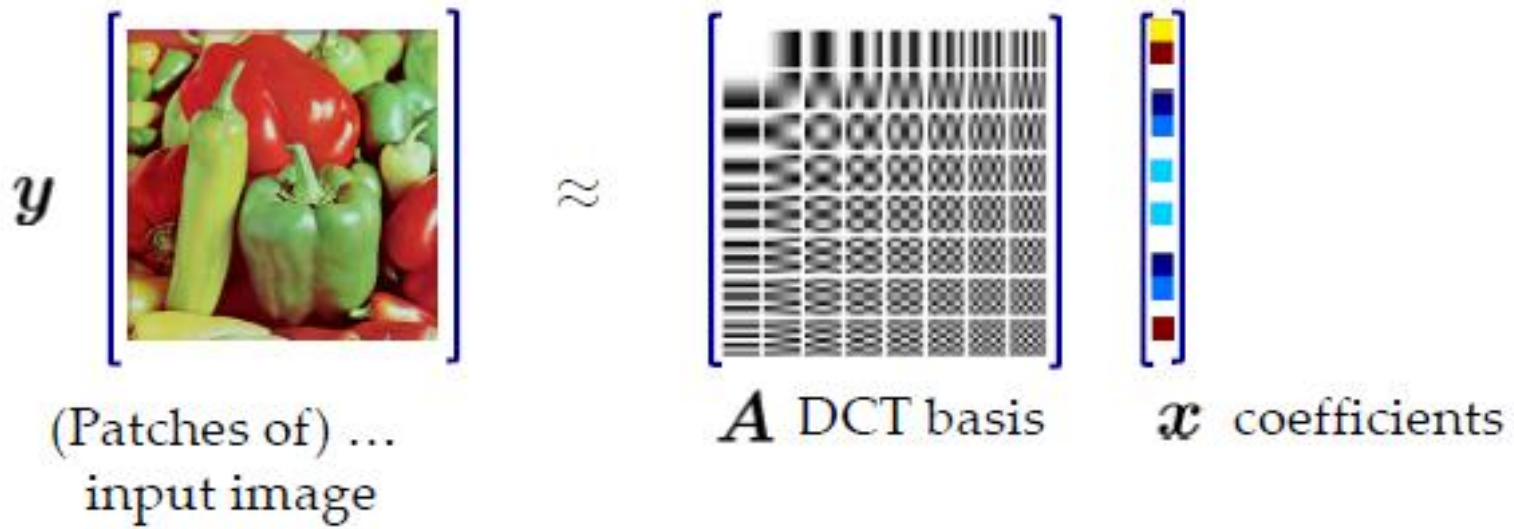 y
≈
(Patches of) …
input image
A DCT basis
x coefficients